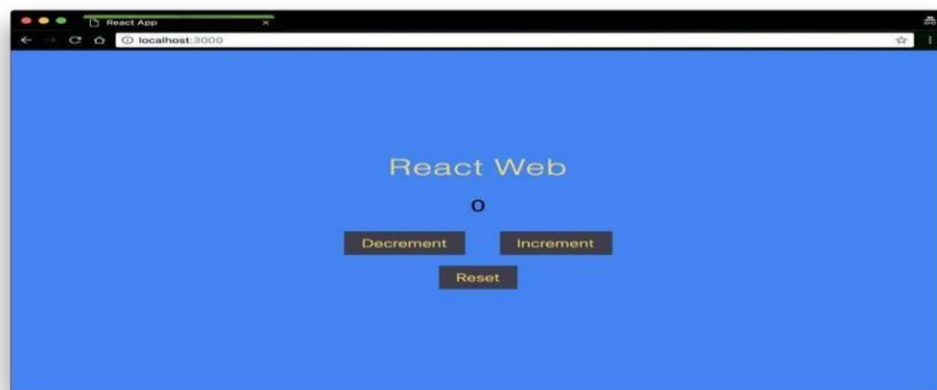 React App
localhost:3000
React Web
0
Decrement Increment
Reset